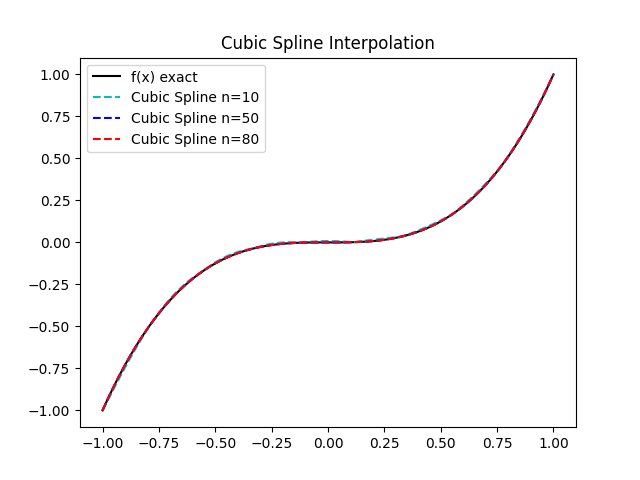 Cubic Spline Interpolation
f(x) exact
Cubic Spline n=10
Cubic Spline n=50
Cubic Spline n=80
1.00
0.75
0.50
0.25
0.00
−0.25
−0.50
−0.75
−1.00
−1.00 −0.75 −0.50 −0.25 0.00 0.25 0.50 0.75 1.00